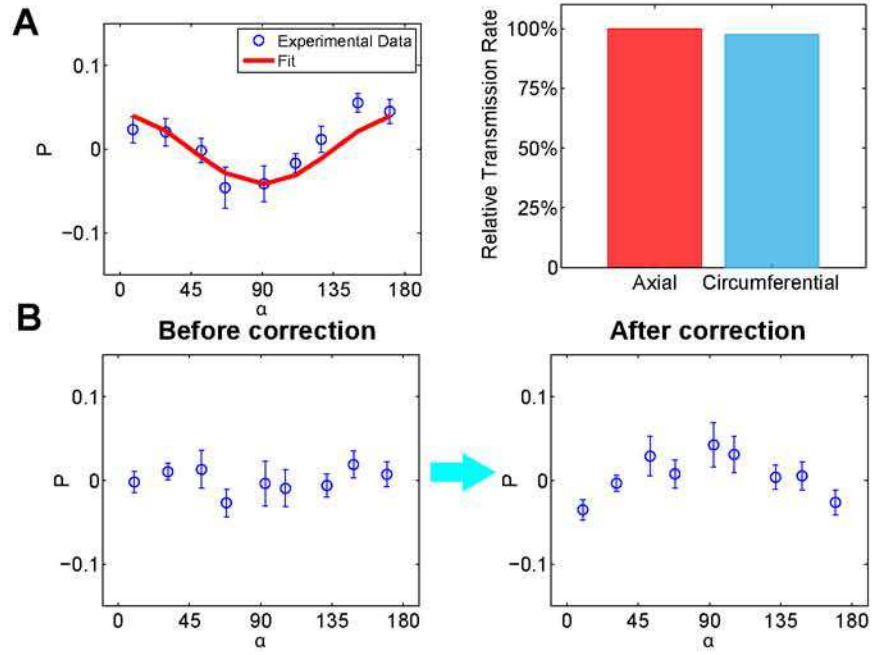 A
Experimental Data
Fit
0.1
0
−0.1
P
0
45
90
135
180
α
Relative Transmission Rate
100%
75%
50%
25%
0
Axial
Circumferential
B
Before correction
0.1
0
−0.1
P
0
45
90
135
180
α
After correction
0.1
0
−0.1
P
0
45
90
135
180
α